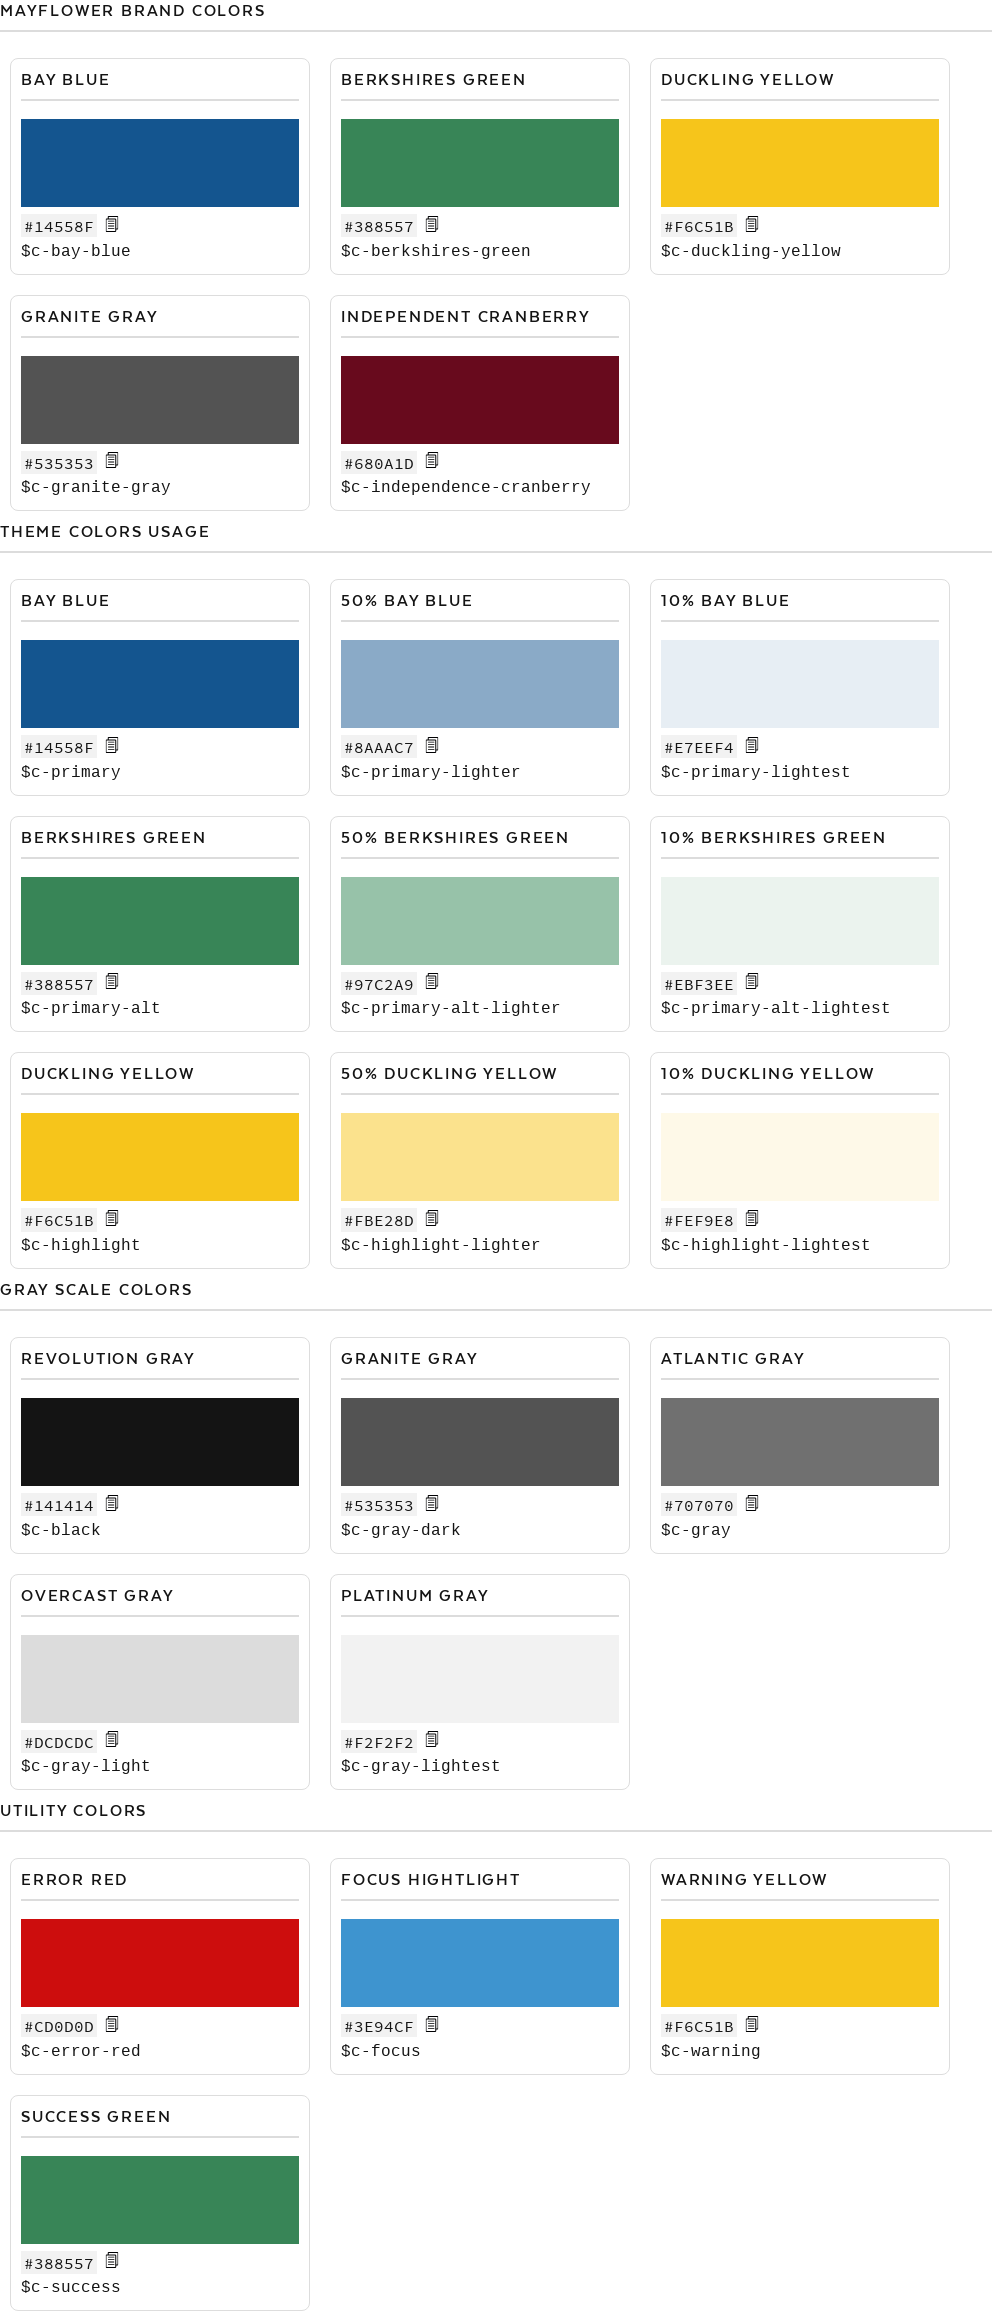 MAYFLOWER BRAND COLORS
BAY BLUE
#14558F
$c-bay-blue
BERKSHIRES GREEN
#388557
$c-berkshires-green
DUCKLING YELLOW
#F6C51B
$c-duckling-yellow
GRANITE GRAY
#535353
$c-granite-gray
INDEPENDENT CRANBERRY
#680A1D
$c-independence-cranberry
THEME COLORS USAGE
BAY BLUE
#14558F
$c-primary
50% BAY BLUE
#8AAAC7
$c-primary-lighter
10% BAY BLUE
#E7EEF4
$c-primary-lightest
BERKSHIRES GREEN
#388557
$c-primary-alt
50% BERKSHIRES GREEN
#97C2A9
$c-primary-alt-lighter
10% BERKSHIRES GREEN
#EBF3EE
$c-primary-alt-lightest
DUCKLING YELLOW
#F6C51B
$c-highlight
50% DUCKLING YELLOW
#FBE28D
$c-highlight-lighter
10% DUCKLING YELLOW
#FEF9E8
$c-highlight-lightest
GRAY SCALE COLORS
REVOLUTION GRAY
#141414
$c-black
GRANITE GRAY
#535353
$c-gray-dark
ATLANTIC GRAY
#707070
$c-gray
OVERCAST GRAY
#DCDCDC
$c-gray-light
PLATINUM GRAY
#F2F2F2
$c-gray-lightest
UTILITY COLORS
ERROR RED
#CD0D0D
$c-error-red
FOCUS HIGHTLIGHT
#3E94CF
$c-focus
WARNING YELLOW
#F6C51B
$c-warning
SUCCESS GREEN
#388557
$c-success